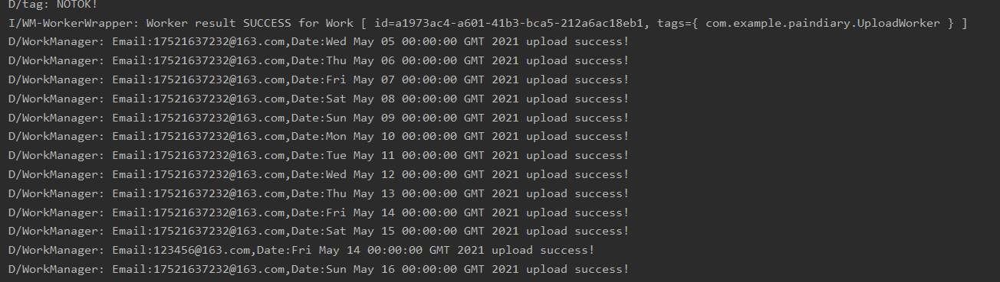 D/tag: NOTOK!
I/WM-WorkerWrapper: Worker result SUCCESS for Work [ id=a1973ac4-a601-41b3-bca5-212a6ac18eb1, tags={ com.example.paindiary.UploadWorker } ]
D/WorkManager: Email:17521637232@163.com,Date:Wed May 05 00:00:00 GMT 2021 upload success!
D/WorkManager: Email:17521637232@163.com,Date:Thu May 06 00:00:00 GMT 2021 upload success!
D/WorkManager: Email:17521637232@163.com,Date:Fri May 07 00:00:00 GMT 2021 upload success!
D/WorkManager: Email:17521637232@163.com,Date:Sat May 08 00:00:00 GMT 2021 upload success!
D/WorkManager: Email:17521637232@163.com,Date:Sun May 09 00:00:00 GMT 2021 upload success!
D/WorkManager: Email:17521637232@163.com,Date:Mon May 10 00:00:00 GMT 2021 upload success!
D/WorkManager: Email:17521637232@163.com,Date:Tue May 11 00:00:00 GMT 2021 upload success!
D/WorkManager: Email:17521637232@163.com,Date:Wed May 12 00:00:00 GMT 2021 upload success!
D/WorkManager: Email:17521637232@163.com,Date:Thu May 13 00:00:00 GMT 2021 upload success!
D/WorkManager: Email:17521637232@163.com,Date:Fri May 14 00:00:00 GMT 2021 upload success!
D/WorkManager: Email:17521637232@163.com,Date:Sat May 15 00:00:00 GMT 2021 upload success!
D/WorkManager: Email:123456@163.com,Date:Fri May 14 00:00:00 GMT 2021 upload success!
D/WorkManager: Email:17521637232@163.com,Date:Sun May 16 00:00:00 GMT 2021 upload success!